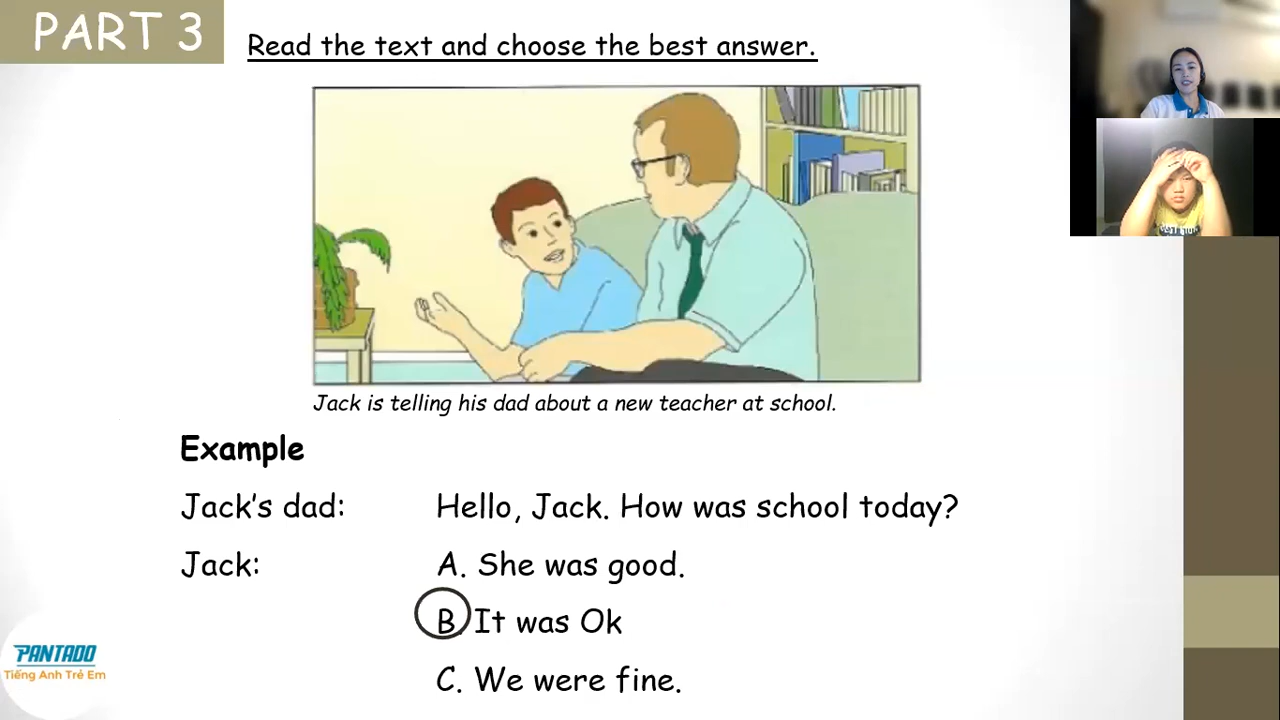 PART 3
Read the text and choose the best answer.
Jack is telling his dad about a new teacher at school.
Example
Jack's dad: Hello, Jack. How was school today?
Jack: A. She was good.
B. It was Ok
C. We were fine.
PANTADO
Tiếng Anh Trẻ Em